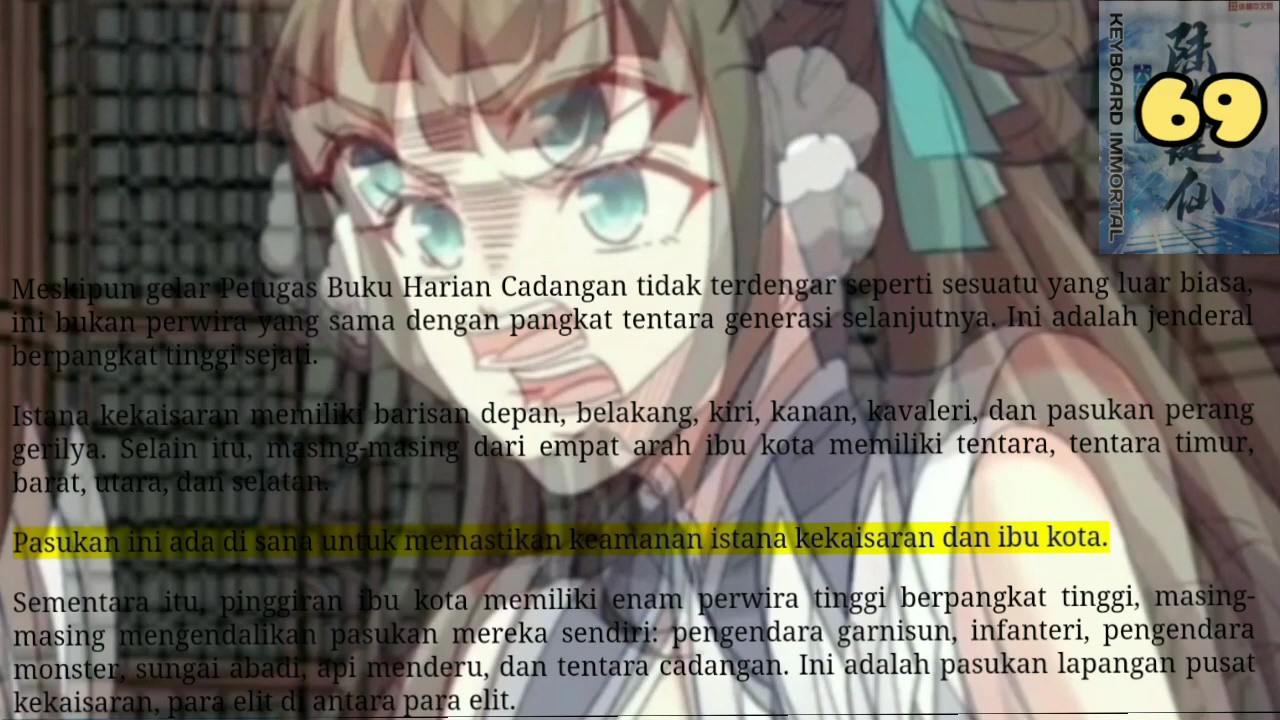 KEYBOARD IMMORTAL
69
仙
Meskipun gelar Petugas Buku Harian Cadangan tidak terdengar seperti sesuatu yang luar biasa,
ini bukan perwira yang sama dengan pangkat tentara generasi selanjutnya. Ini adalah jenderal
berpangkat tinggi sejati.
Istana kekaisaran memiliki barisan depan, belakang, kiri, kanan, kavaleri, dan pasukan perang
gerilya. Selain itu, masing-masing dari empat arah ibu kota memiliki tentara, tentara timur,
barat, utara, dan selatan.
Pasukan ini ada di sana untuk memastikan keamanan istana kekaisaran dan ibu kota.
Sementara itu, pinggiran ibu kota memiliki enam perwira tinggi berpangkat tinggi, masing-
masing mengendalikan pasukan mereka sendiri: pengendara garnisun, infanteri, pengendara
monster, sungai abadi, api menderu, dan tentara cadangan. Ini adalah pasukan lapangan pusat
kekaisaran, para elit di antara para elit.